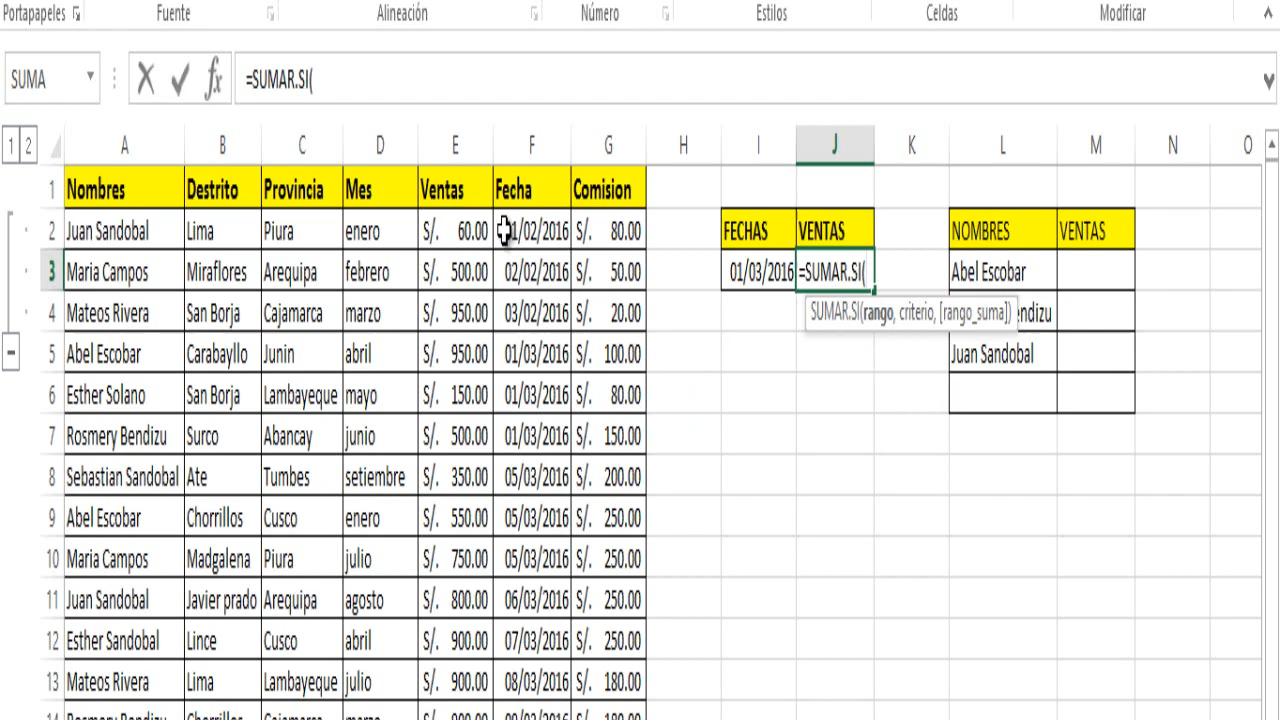 Portapapeles Fuente Alineación Número Estilos Celdas Modificar
SUMA fx =SUMAR.SI(
1 2 A B C D E F G H I J K L M N O
1 Nombres Destrito Provincia Mes Ventas Fecha Comision
2 Juan Sandobal Lima Piura enero S/. 60.00 1/02/2016 S/. 80.00 FECHAS VENTAS NOMBRES VENTAS
3 Maria Campos Miraflores Arequipa febrero S/. 500.00 02/02/2016 S/. 50.00 01/03/2016 =SUMAR.SI( Abel Escobar
4 Mateos Rivera San Borja Cajamarca marzo S/. 950.00 03/02/2016 S/. 20.00 SUMAR.SI(rango, criterio, [rango_suma]) endizu
5 Abel Escobar Carabayllo Junin abril S/. 950.00 01/03/2016 S/. 100.00 Juan Sandobal
6 Esther Solano San Borja Lambayeque mayo S/. 150.00 01/03/2016 S/. 80.00
7 Rosmery Bendizu Surco Abancay junio S/. 500.00 01/03/2016 S/. 150.00
8 Sebastian Sandobal Ate Tumbes setiembre S/. 350.00 05/03/2016 S/. 200.00
9 Abel Escobar Chorrillos Cusco enero S/. 550.00 05/03/2016 S/. 250.00
10 Maria Campos Madgalena Piura julio S/. 750.00 05/03/2016 S/. 250.00
11 Juan Sandobal Javier prado Arequipa agosto S/. 800.00 06/03/2016 S/. 250.00
12 Esther Sandobal Lince Cusco abril S/. 900.00 07/03/2016 S/. 250.00
13 Mateos Rivera Lima Lambayeque julio S/. 900.00 08/03/2016 S/. 180.00